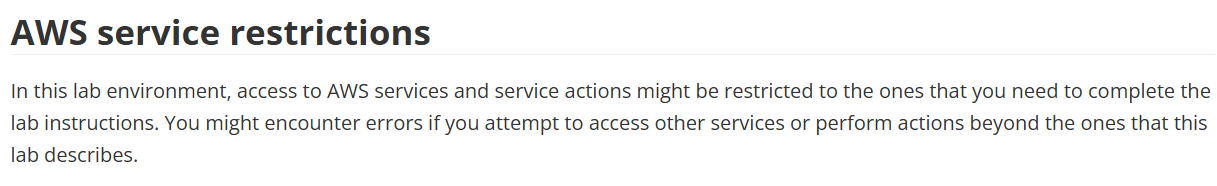 AWS service restrictions
In this lab environment, access to AWS services and service actions might be restricted to the ones that you need to complete the
lab instructions. You might encounter errors if you attempt to access other services or perform actions beyond the ones that this
lab describes.